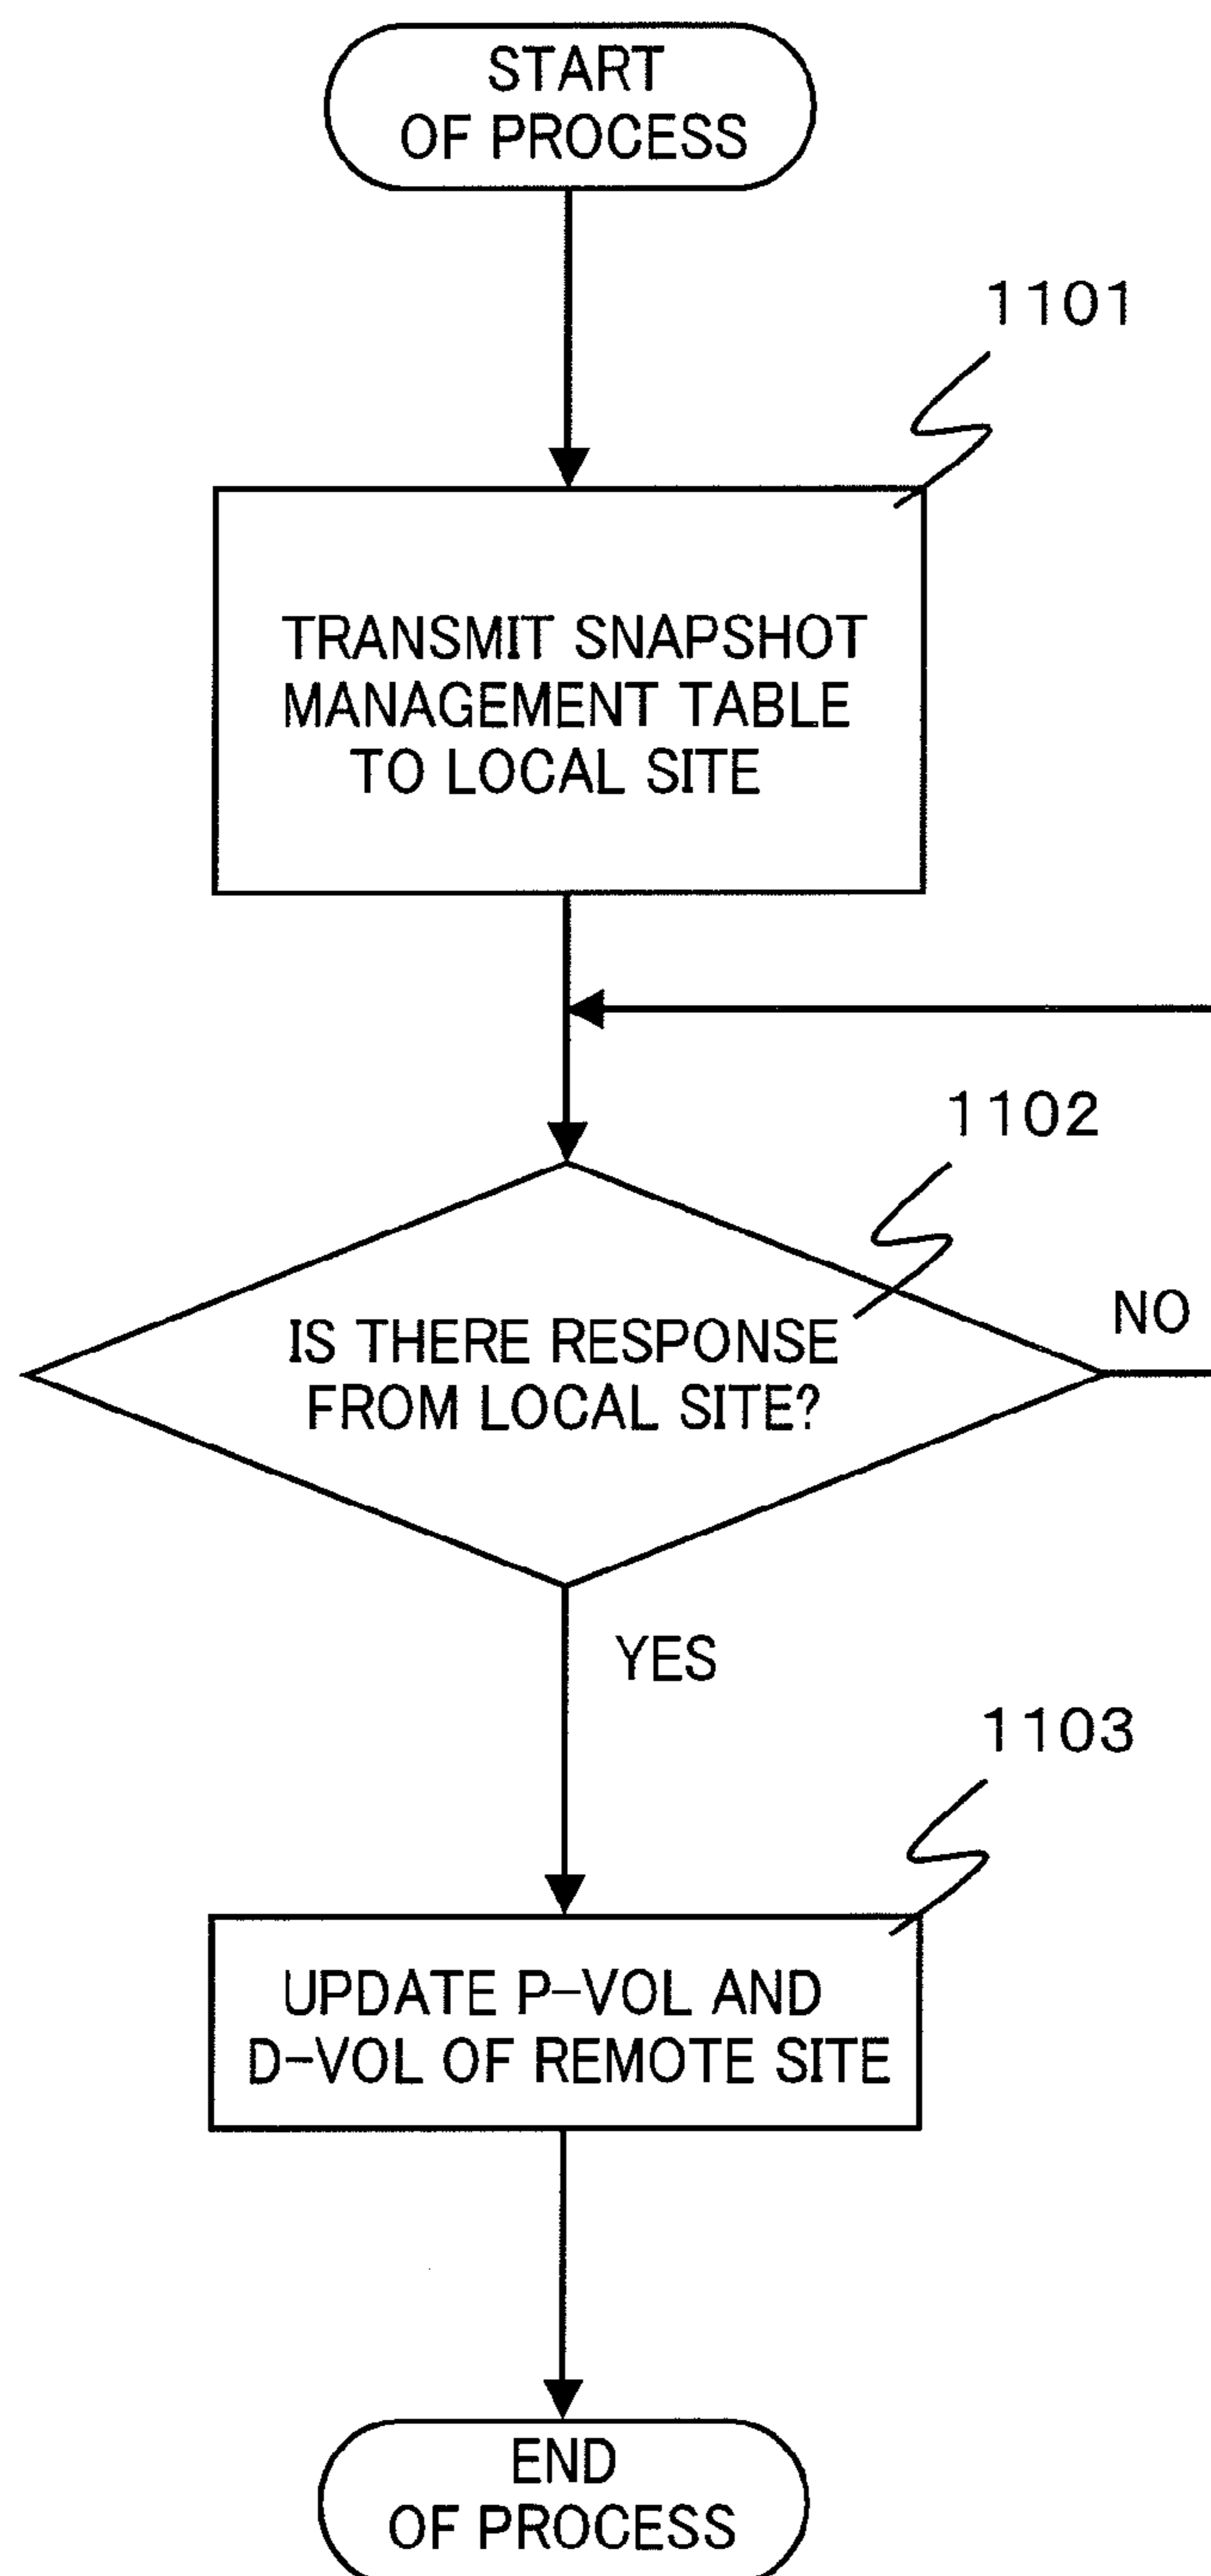 START
OF PROCESS
1101
TRANSMIT SNAPSHOT
MANAGEMENT TABLE
TO LOCAL SITE
1102
IS THERE RESPONSE
FROM LOCAL SITE?
NO
YES
1103
UPDATE P-VOL AND
D-VOL OF REMOTE SITE
END
OF PROCESS